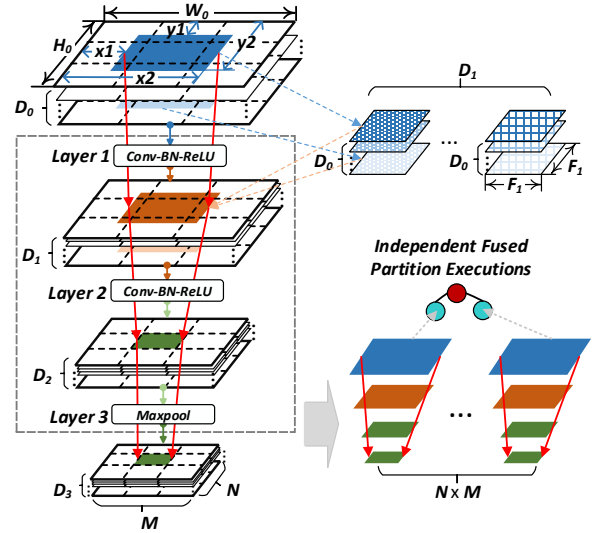 W₀
H₀
y1
x1
y2
x2
D₀
D₁
D₀
...
D₀
F₁
F₁
Layer 1
Conv-BN-ReLU
D₁
Layer 2
Conv-BN-ReLU
Independent Fused
Partition Executions
D₂
Layer 3
Maxpool
...
D₃
N
M
N x M